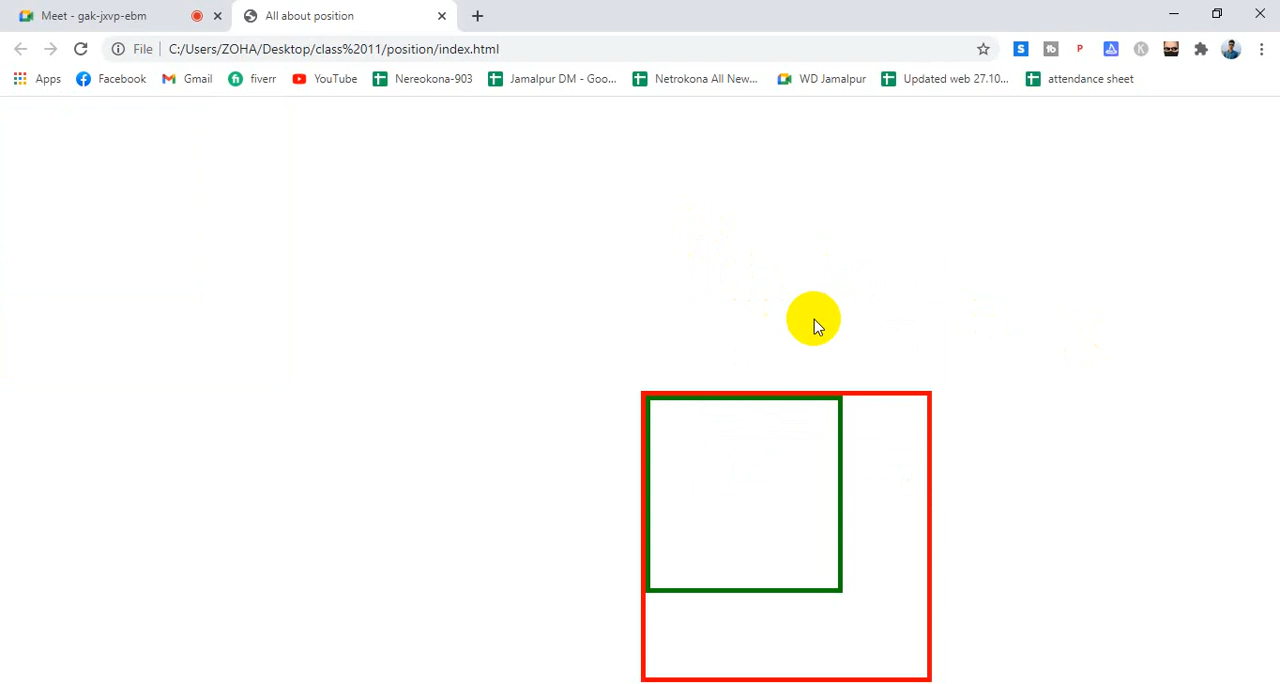 Meet - gak-jxvp-ebm
All about position
File
C:/Users/ZOHA/Desktop/class%2011/position/index.html
S
P
K
Apps
Facebook
Gmail
fi
fiverr
YouTube
Nereokona-903
Jamalpur DM - Goo...
Netrokona All New...
WD Jamalpur
Updated web 27.10...
attendance sheet